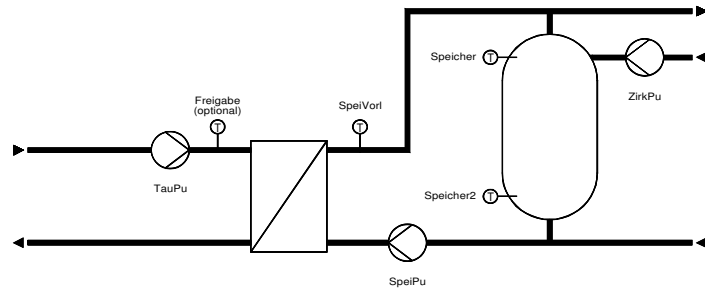 Speicher
T
ZirkPu
Freigabe
(optional)
T
SpeiVorl
T
TauPu
Speicher2
T
SpeiPu